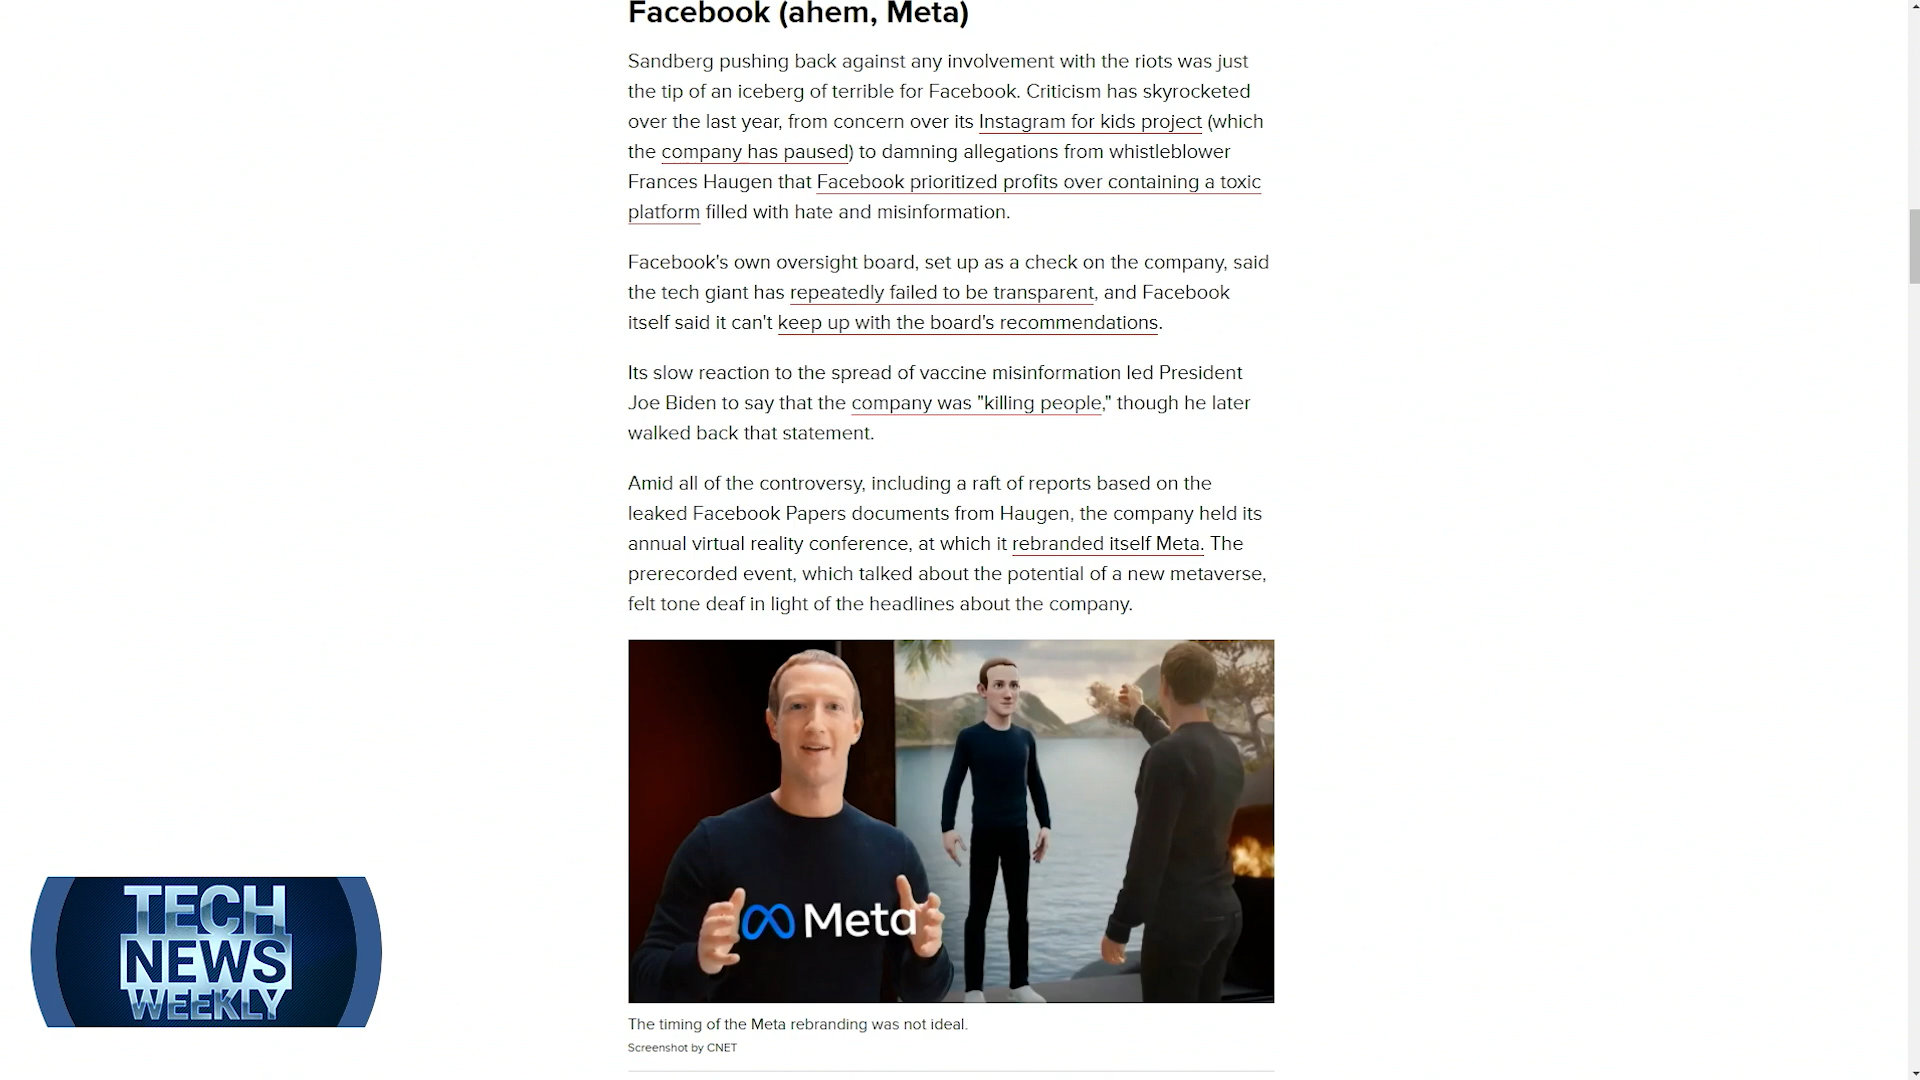 Facebook (ahem, Meta)
Sandberg pushing back against any involvement with the riots was just
the tip of an iceberg of terrible for Facebook. Criticism has skyrocketed
over the last year, from concern over its Instagram for kids project (which
the company has paused) to damning allegations from whistleblower
Frances Haugen that Facebook prioritized profits over containing a toxic
platform filled with hate and misinformation.
Facebook's own oversight board, set up as a check on the company, said
the tech giant has repeatedly failed to be transparent, and Facebook
itself said it can't keep up with the board's recommendations.
Its slow reaction to the spread of vaccine misinformation led President
Joe Biden to say that the company was "killing people," though he later
walked back that statement.
Amid all of the controversy, including a raft of reports based on the
leaked Facebook Papers documents from Haugen, the company held its
annual virtual reality conference, at which it rebranded itself Meta. The
prerecorded event, which talked about the potential of a new metaverse,
felt tone deaf in light of the headlines about the company.
Meta
The timing of the Meta rebranding was not ideal.
Screenshot by CNET
TECH
NEWS
WEEKLY